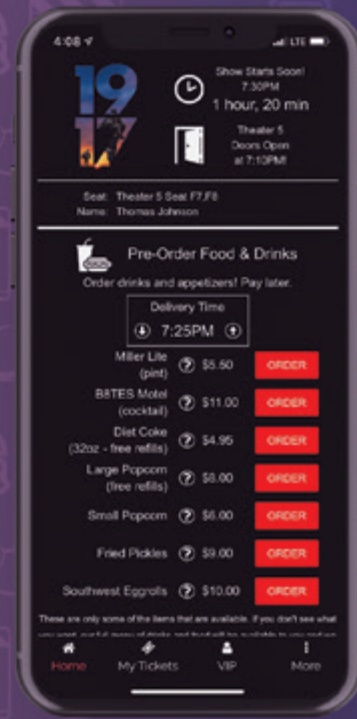 4:08
LTE
19
17
Show Starts Soon!
7:30PM
1 hour, 20 min
Theater 5
Doors Open
at 7:10PM!
Seat: Theater 5 Seat F7,F8
Name: Thomas Johnson
Pre-Order Food & Drinks
Order drinks and appetizers! Pay later.
Delivery Time
7:25PM
Miller Lite
(pint) ? $5.50 ORDER
B8TES Motel
(cocktail) ? $11.00 ORDER
Diet Coke
(32oz - free refills) ? $4.95 ORDER
Large Popcorn
(free refills) ? $8.00 ORDER
Small Popcorn ? $6.00 ORDER
Fried Pickles ? $9.00 ORDER
Southwest Eggrolls ? $10.00 ORDER
These are only some of the items that are available. If you don't see what
Home My Tickets VIP More